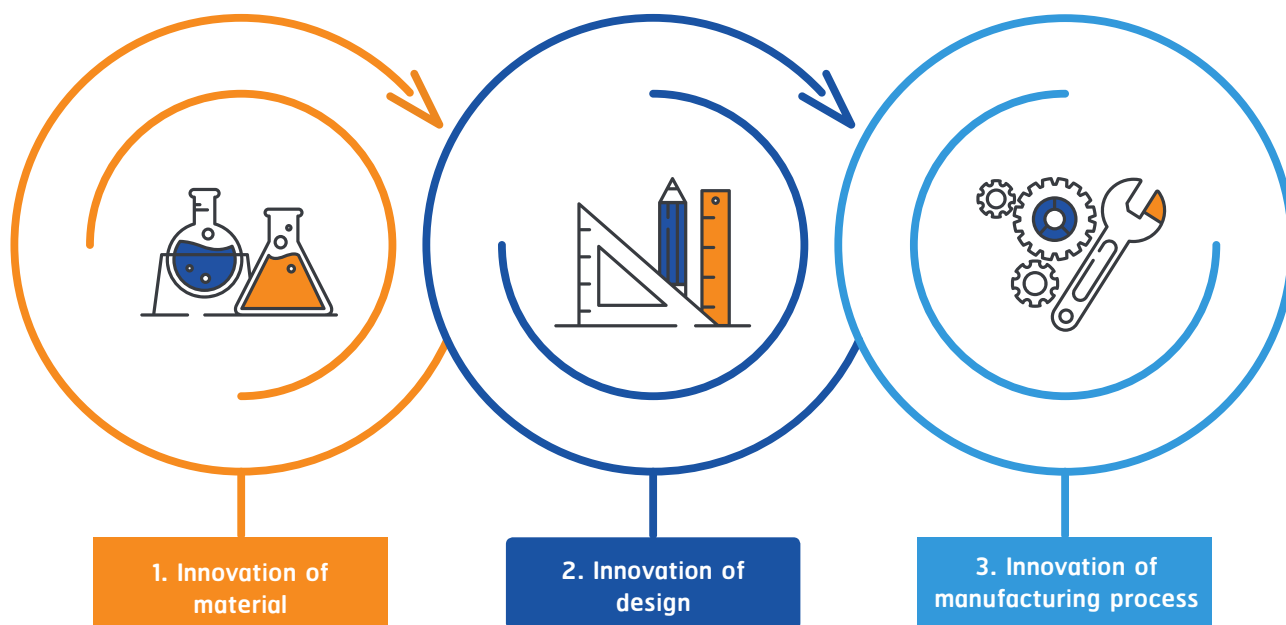 1. Innovation of
material
2. Innovation of
design
3. Innovation of
manufacturing process